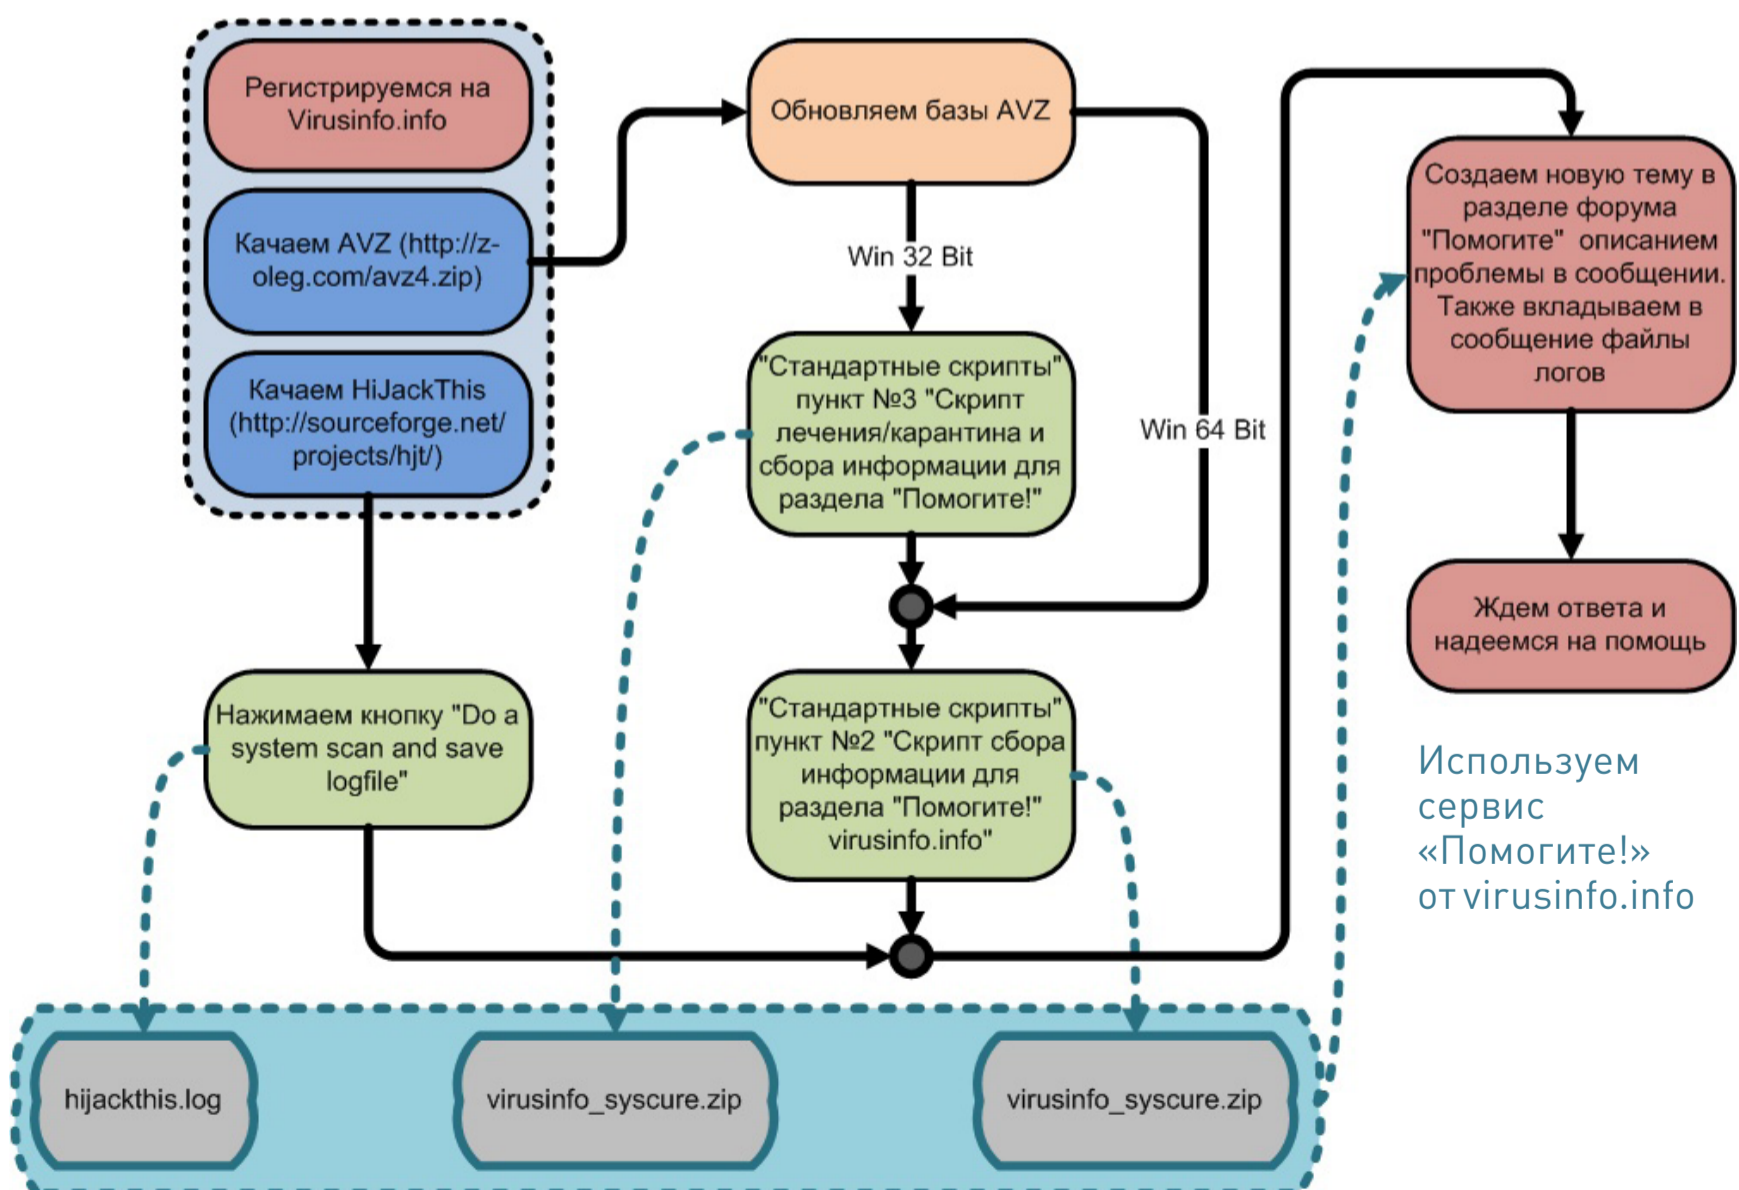 Регистрируемся на
Virusinfo.info
Качаем AVZ (http://z-
oleg.com/avz4.zip)
Качаем HiJackThis
(http://sourceforge.net/
projects/hjt/)
Обновляем базы AVZ
Win 32 Bit
"Стандартные скрипты"
пункт №3 "Скрипт
лечения/карантина и
сбора информации для
раздела "Помогите!"
Win 64 Bit
Нажимаем кнопку "Do a
system scan and save
logfile"
"Стандартные скрипты"
пункт №2 "Скрипт сбора
информации для
раздела "Помогите!"
virusinfo.info"
Создаем новую тему в
разделе форума
"Помогите" описанием
проблемы в сообщении.
Также вкладываем в
сообщение файлы
логов
Ждем ответа и
надеемся на помощь
Используем
сервис
«Помогите!»
от virusinfo.info
hijackthis.log
virusinfo_syscure.zip
virusinfo_syscure.zip